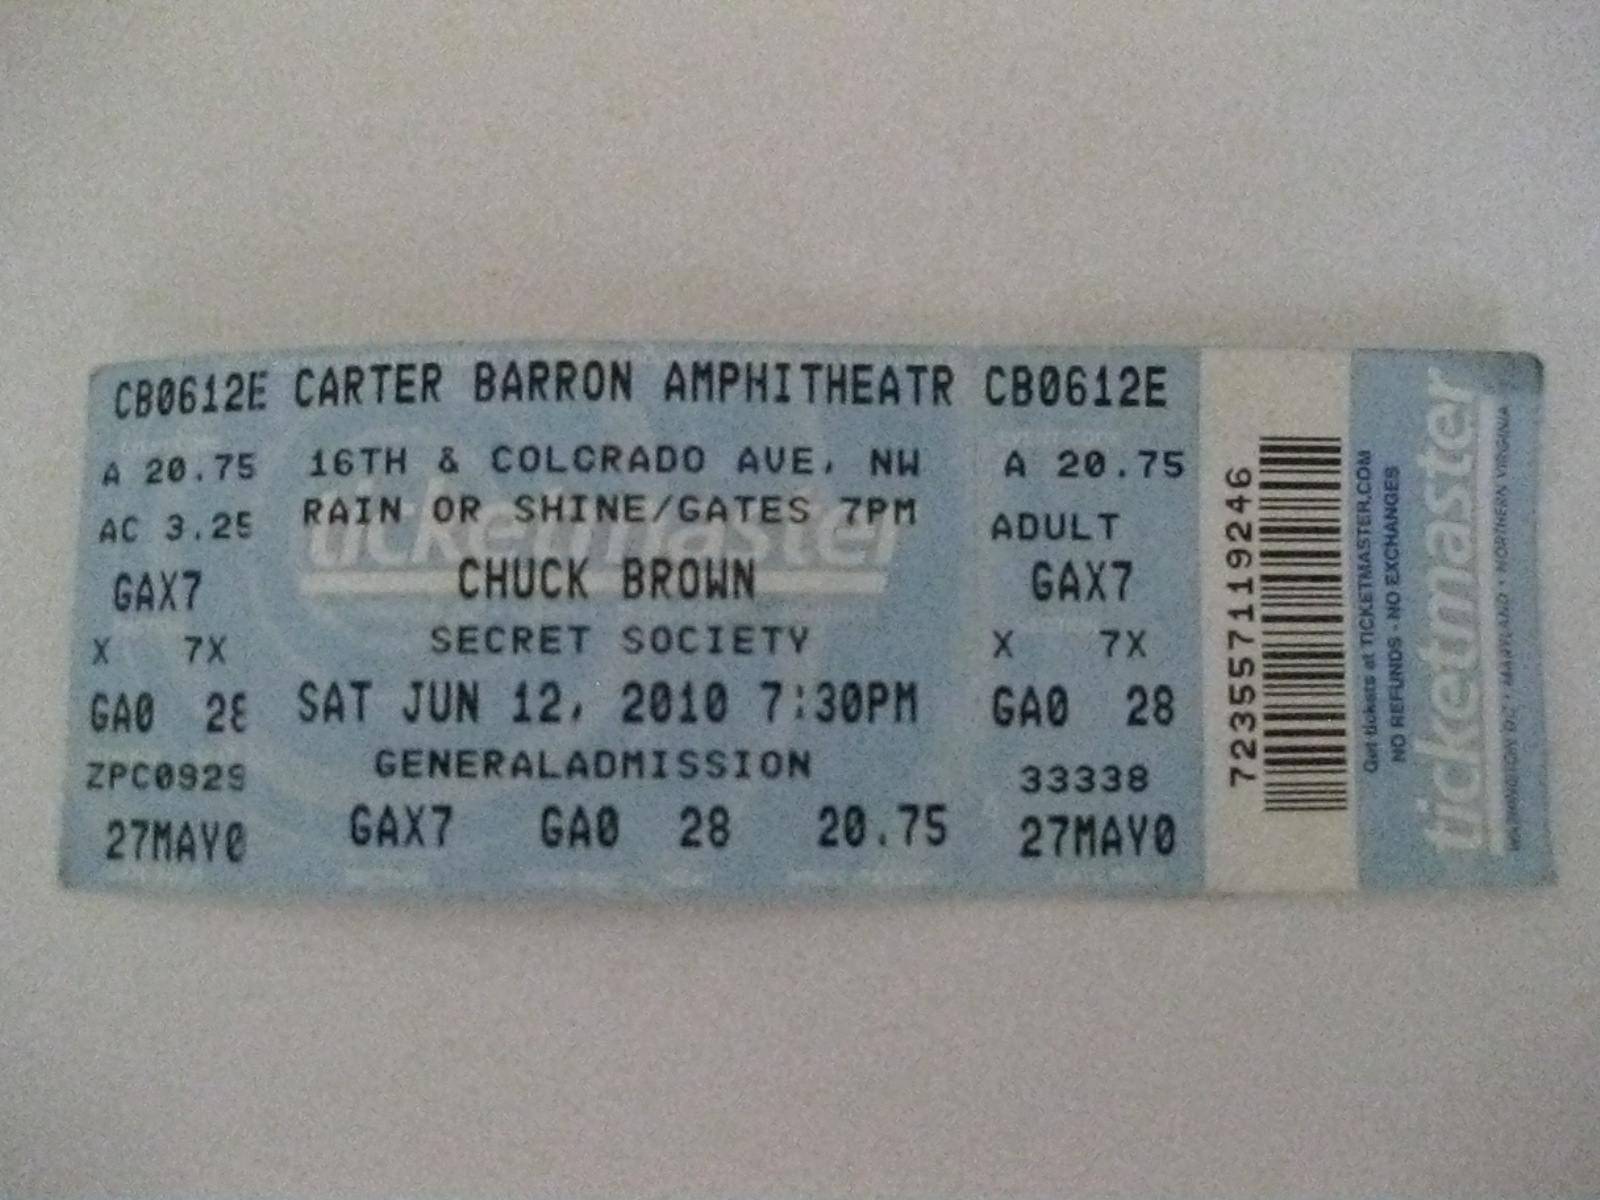 CB0612E CARTER BARRON AMPHITHEATR CB0612E
A 20.75 16TH & COLORADO AVE, NW A 20.75
AC 3.25 RAIN OR SHINE/GATES 7PM ADULT
ticketmaster
GAX7 CHUCK BROWN GAX7
X 7X SECRET SOCIETY X 7X
GA0 28 SAT JUN 12, 2010 7:30PM GA0 28
ZPC0929 GENERALADMISSION 33338
27MAY0 GAX7 GA0 28 20.75 27MAY0
723557119246
Get tickets at TICKETMASTER.COM
NO REFUNDS - NO EXCHANGES
ticketmaster
WASHINGTON D.C. • MARYLAND • NORTHERN VIRGINIA